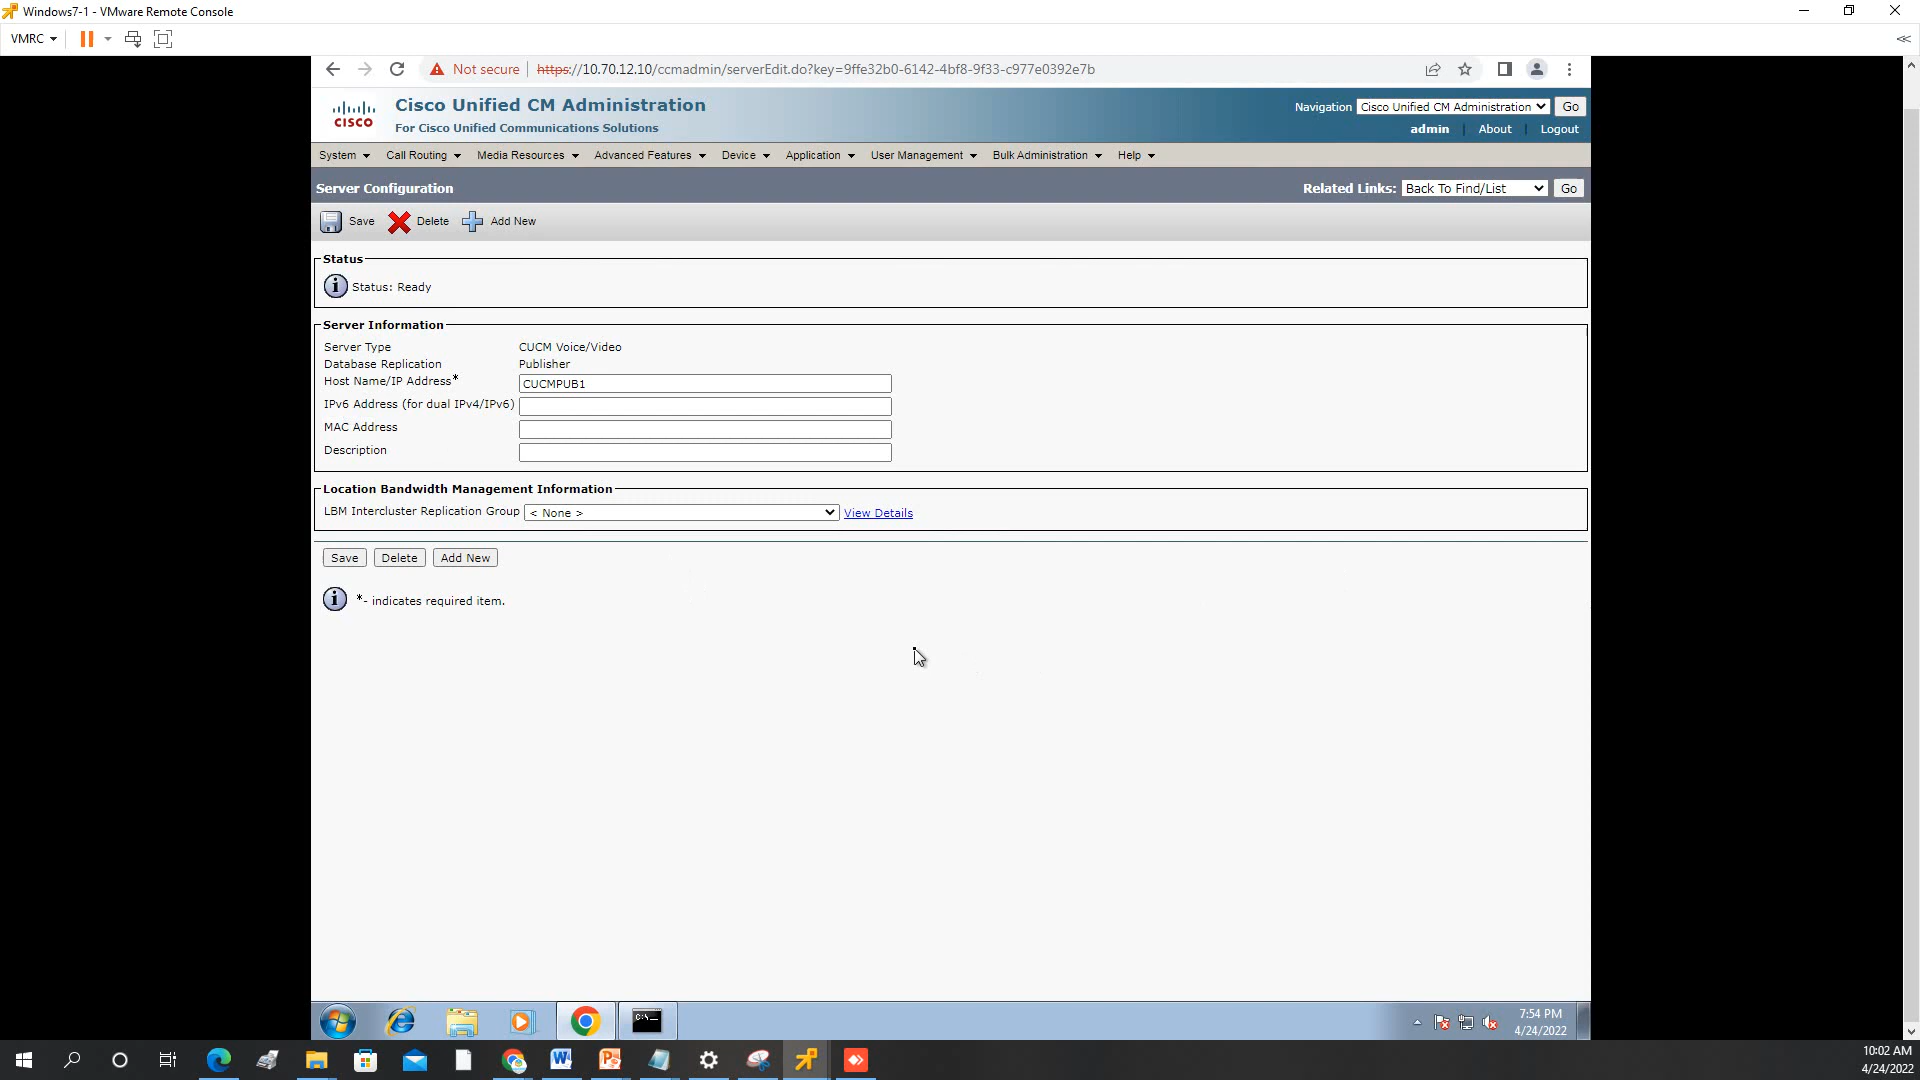 Windows7-1 - VMware Remote Console
VMRC
Not secure https://10.70.12.10/ccmadmin/serverEdit.do?key=9ffe32b0-6142-4bf8-9f33-c977e0392e7b
CISCO
Cisco Unified CM Administration
For Cisco Unified Communications Solutions
Navigation Cisco Unified CM Administration Go
admin About Logout
System Call Routing Media Resources Advanced Features Device Application User Management Bulk Administration Help
Server Configuration
Related Links: Back To Find/List Go
Save Delete Add New
Status
Status: Ready
Server Information
Server Type CUCM Voice/Video
Database Replication Publisher
Host Name/IP Address* CUCMPUB1
IPv6 Address (for dual IPv4/IPv6)
MAC Address
Description
Location Bandwidth Management Information
LBM Intercluster Replication Group < None > View Details
Save Delete Add New
*- indicates required item.
C:\_
7:54 PM
4/24/2022
10:02 AM
4/24/2022